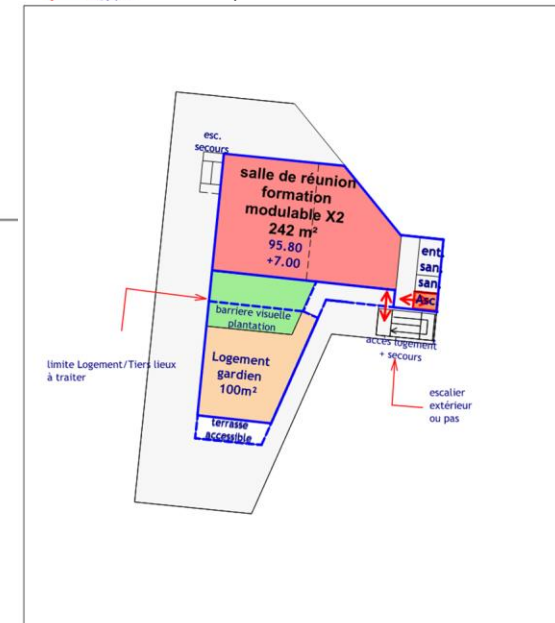 esc.
secours
salle de réunion
formation
modulable X2
242 m²
95.80
+7.00
ent.
san.
san.
Asc.
barriere visuelle
plantation
accès logement
+ secours
limite Logement/Tiers lieux
à traiter
Logement
gardien
100m²
escalier
extérieur
ou pas
terrasse
accessible